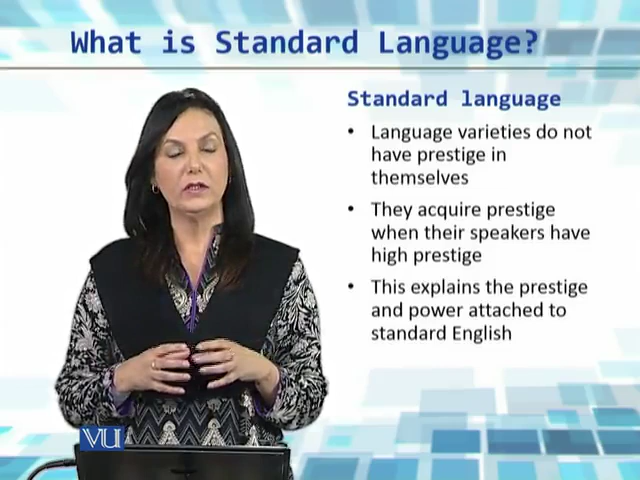 What is Standard Language?
Standard language
• Language varieties do not
have prestige in
themselves
• They acquire prestige
when their speakers have
high prestige
• This explains the prestige
and power attached to
standard English
VU